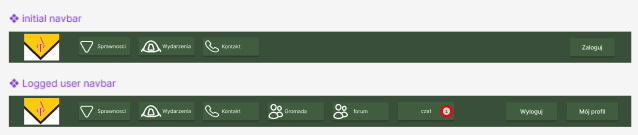 initial navbar
Sprawności Wydarzenia Kontakt Zaloguj
Logged user navbar
Sprawności Wydarzenia Kontakt Gromada forum czat Wyloguj Mój profil